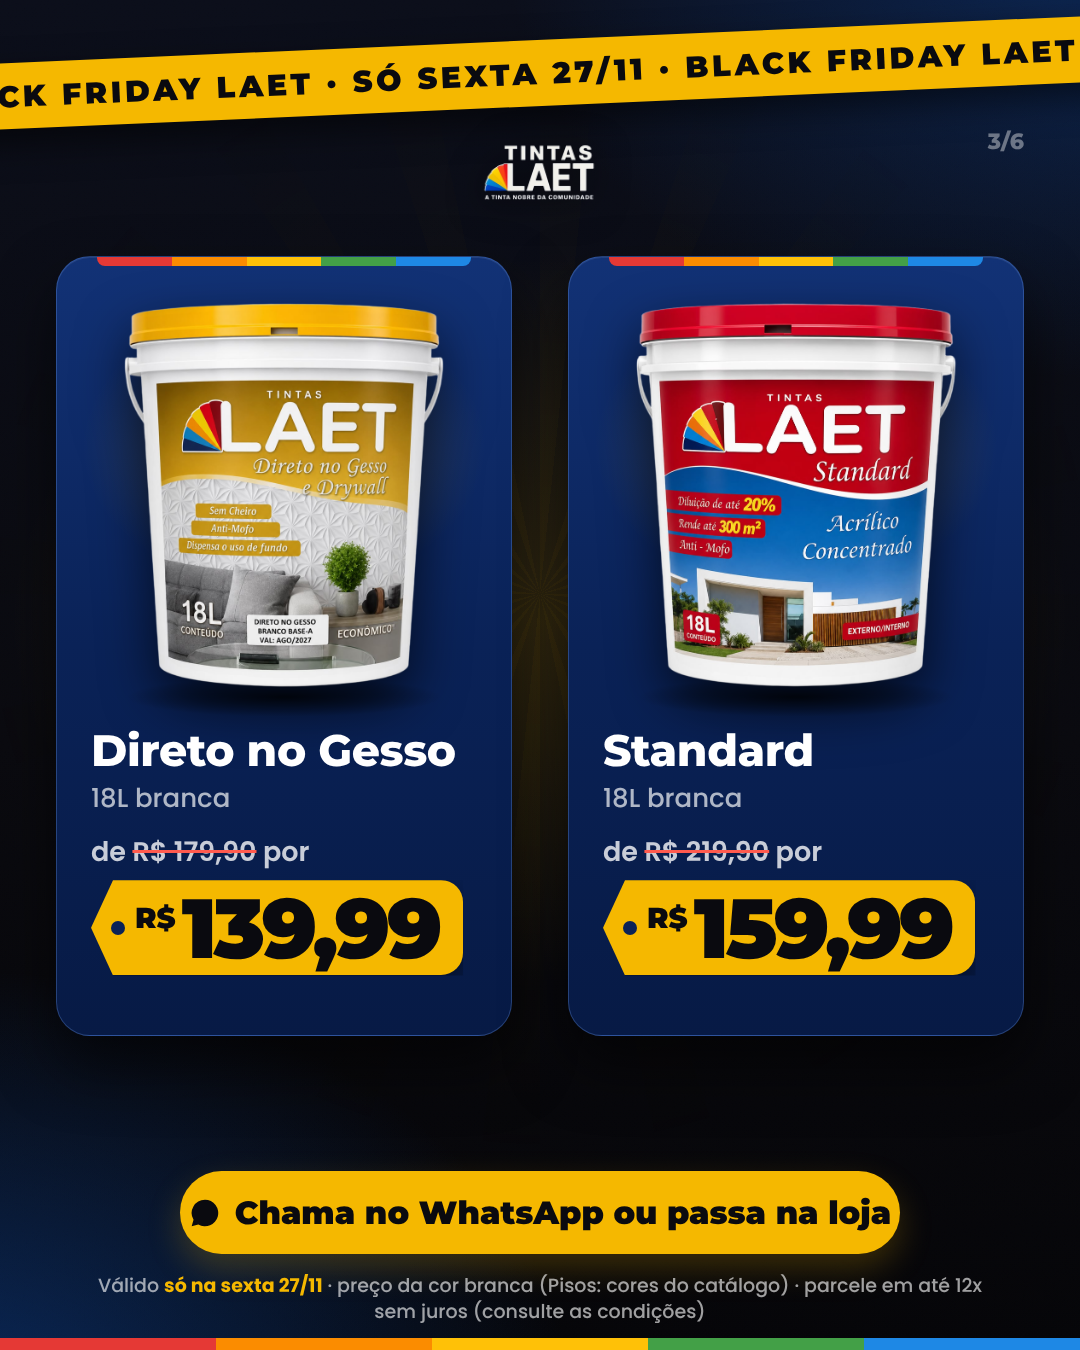 CK FRIDAY LAET · SÓ SEXTA 27/11 · BLACK FRIDAY LAET
3/6
TINTAS
LAET
A TINTA NOBRE DA COMUNIDADE
TINTAS
LAET
Direto no Gesso
e Drywall
Sem Cheiro
Anti-Mofo
Dispensa o uso de fundo
18L
CONTEÚDO
DIRETO NO GESSO
BRANCO BASE-A
VAL: AGO/2027
ECONÔMICO
Direto no Gesso
18L branca
de R$ 179,90 por
R$ 139,99
TINTAS
LAET
Standard
Diluição de até 20%
Rende até 300 m²
Anti - Mofo
Acrílico
Concentrado
18L
CONTEÚDO
EXTERNO/INTERNO
Standard
18L branca
de R$ 219,90 por
R$ 159,99
Chama no WhatsApp ou passa na loja
Válido só na sexta 27/11 · preço da cor branca (Pisos: cores do catálogo) · parcele em até 12x
sem juros (consulte as condições)